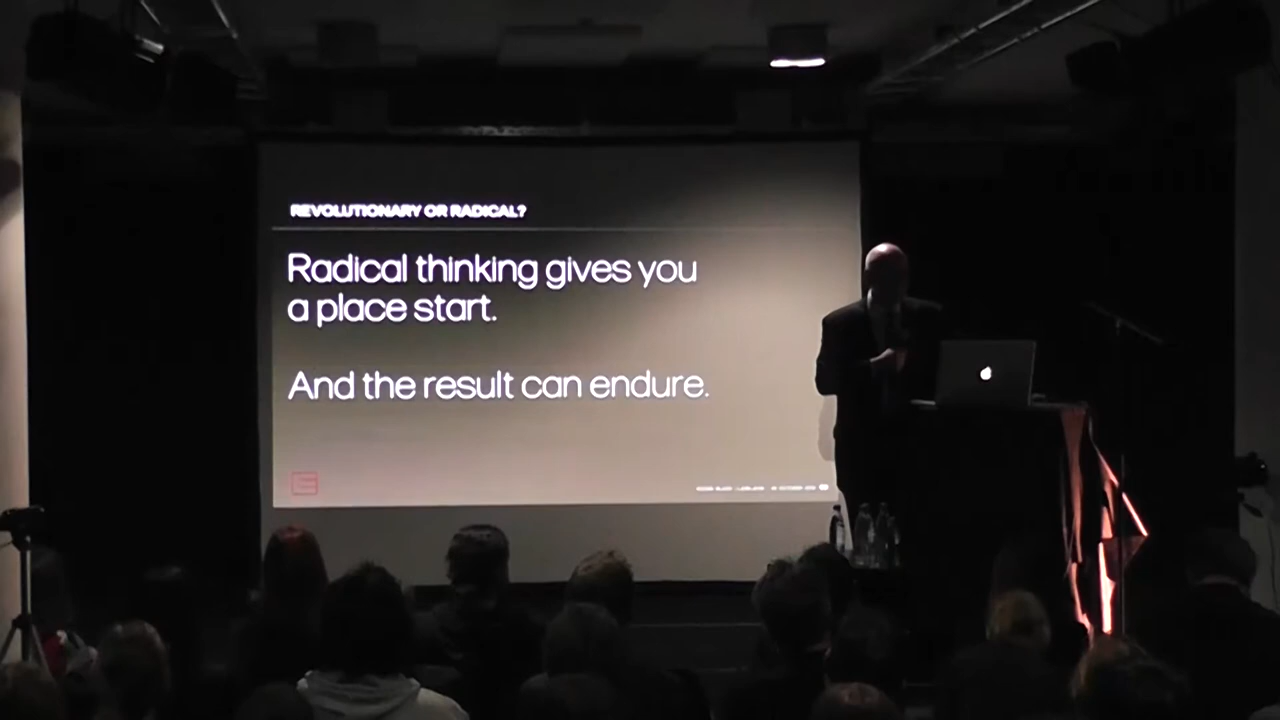 REVOLUTIONARY OR RADICAL?
Radical thinking gives you
a place start.
And the result can endure.